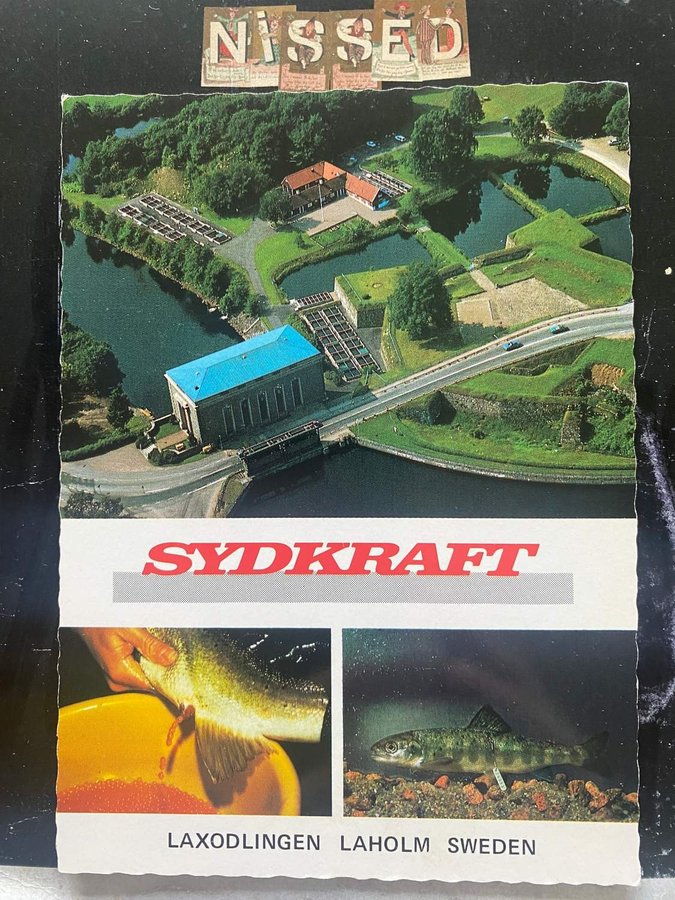 NISSED
SYDKRAFT
LAXODLINGEN LAHOLM SWEDEN